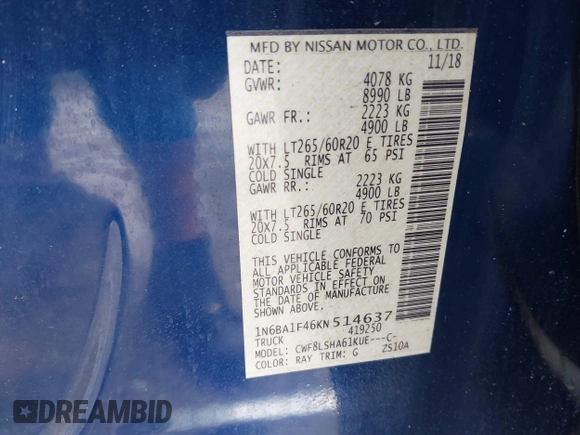 MFD BY NISSAN MOTOR CO., LTD.
DATE: 11/18
GVWR: 4078 KG
8990 LB
GAWR FR.: 2223 KG
4900 LB
WITH LT265/60R20 E TIRES
20X7.5 RIMS AT 65 PSI
COLD SINGLE
GAWR RR.: 2223 KG
4900 LB
WITH LT265/60R20 E TIRES
20X7.5 RIMS AT 70 PSI
COLD SINGLE
THIS VEHICLE CONFORMS TO
ALL APPLICABLE FEDERAL
MOTOR VEHICLE SAFETY
STANDARDS IN EFFECT ON
THE DATE OF MANUFACTURE
1N6BA1F46KN514637
TRUCK 419250
MODEL: CWF8LSHA61KUE---C-
COLOR: RAY TRIM: G ZS10A
DREAMBID